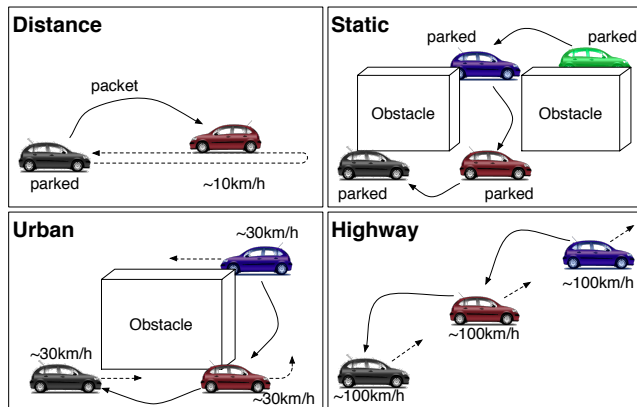 Distance
packet
parked
~10km/h
Static
parked
parked
Obstacle
Obstacle
parked
parked
Urban
~30km/h
Obstacle
~30km/h
~30km/h
Highway
~100km/h
~100km/h
~100km/h